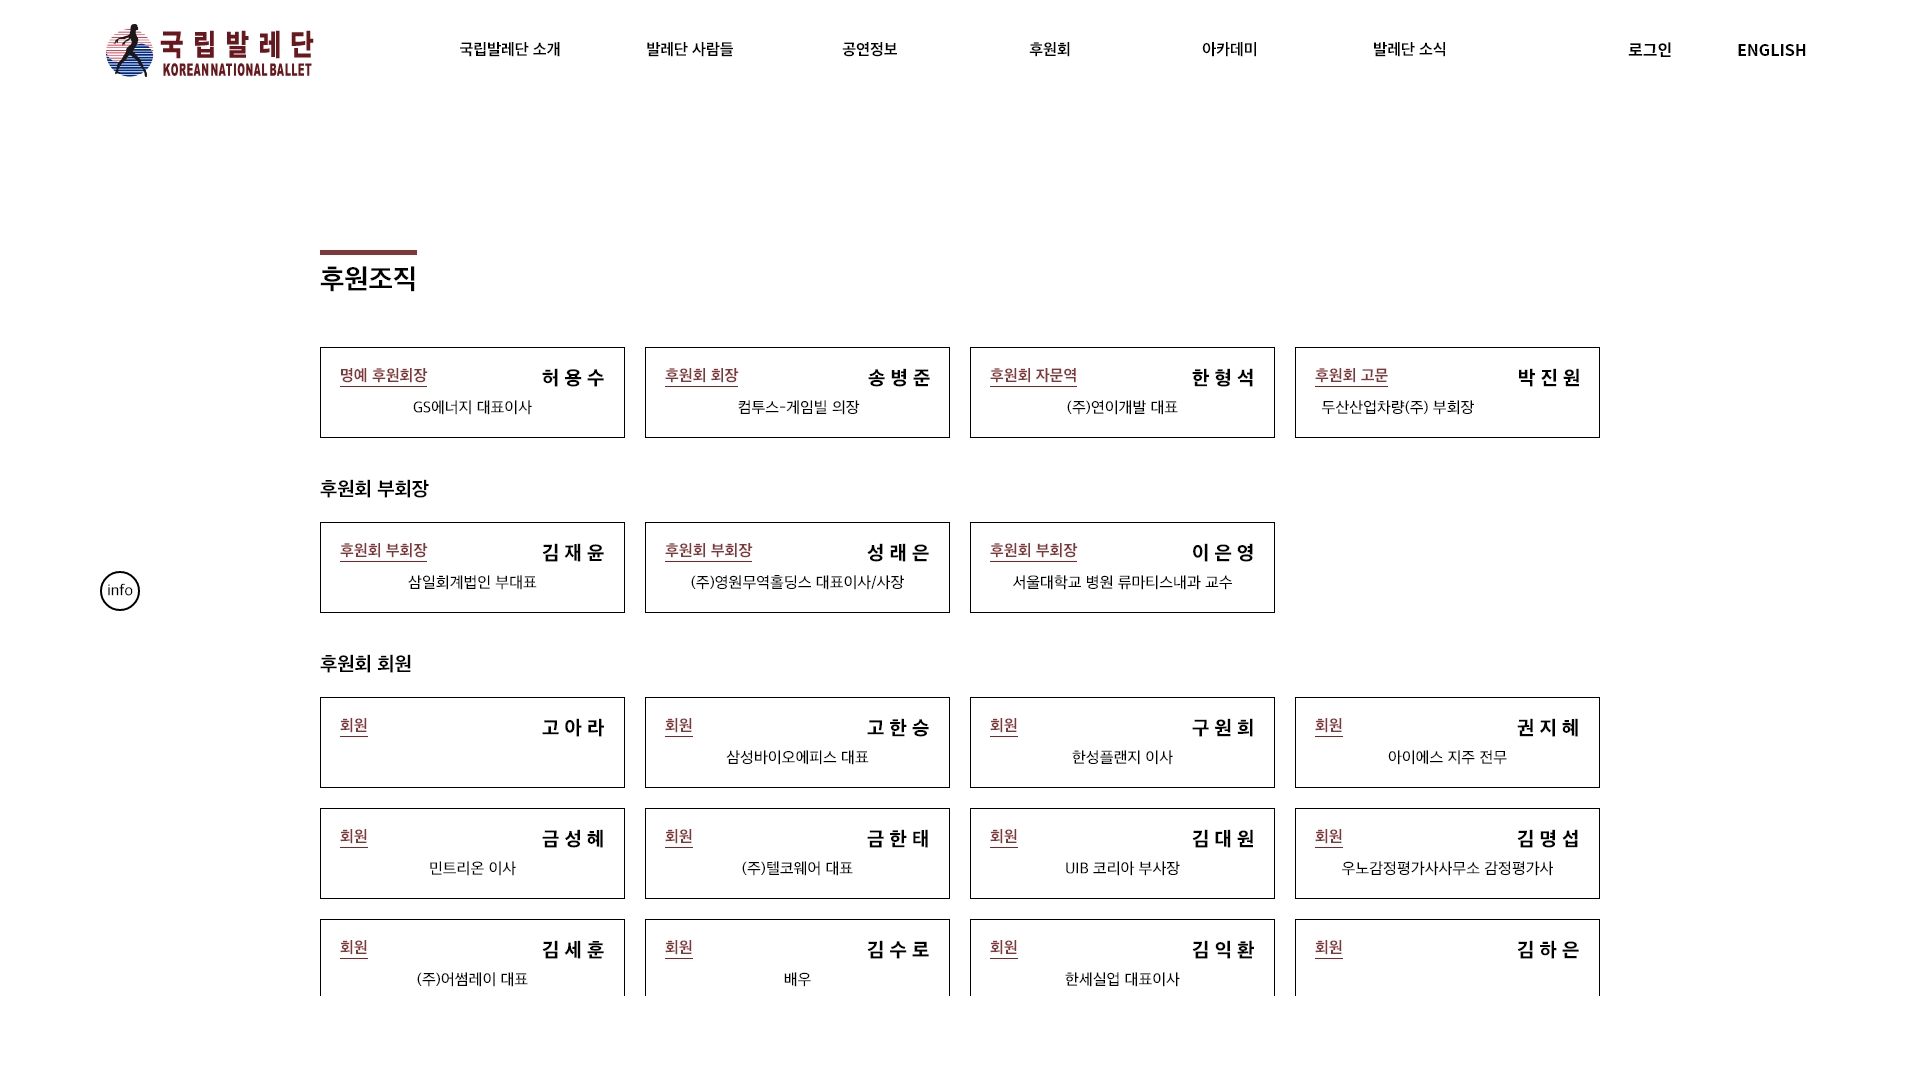 국립발레단
KOREAN NATIONAL BALLET
국립발레단 소개
발레단 사람들
공연정보
후원회
아카데미
발레단 소식
로그인
ENGLISH
후원조직
명예 후원회장 허용수
GS에너지 대표이사
후원회 회장 송병준
컴투스-게임빌 의장
후원회 자문역 한형석
(주)연이개발 대표
후원회 고문 박진원
두산산업차량(주) 부회장
후원회 부회장
후원회 부회장 김재윤
삼일회계법인 부대표
후원회 부회장 성래은
(주)영원무역홀딩스 대표이사/사장
후원회 부회장 이은영
서울대학교 병원 류마티스내과 교수
info
후원회 회원
회원 고아라
회원 고한승
삼성바이오에피스 대표
회원 구원희
한성플랜지 이사
회원 권지혜
아이에스 지주 전무
회원 금성혜
민트리온 이사
회원 금한태
(주)텔코웨어 대표
회원 김대원
UIB 코리아 부사장
회원 김명섭
우노감정평가사사무소 감정평가사
회원 김세훈
(주)어썸레이 대표
회원 김수로
배우
회원 김익환
한세실업 대표이사
회원 김하은